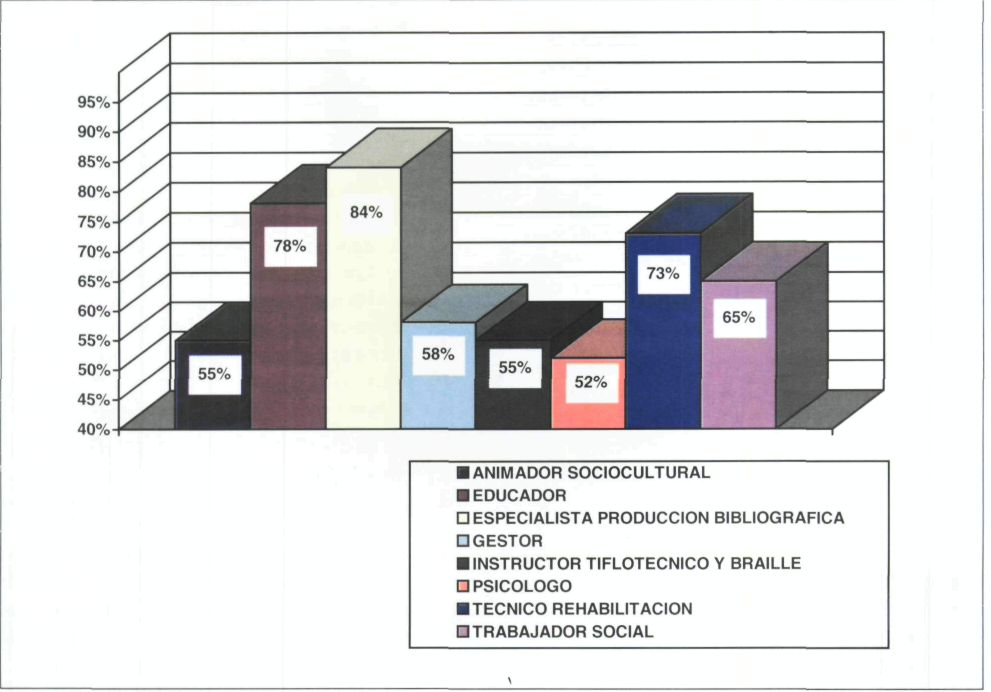 95%
90%
85%
80%
75%
70%
65%
60%
55%
50%
45%
40%
55%
78%
84%
58%
55%
52%
73%
65%
ANIMADOR SOCIOCULTURAL
EDUCADOR
ESPECIALISTA PRODUCCION BIBLIOGRAFICA
GESTOR
INSTRUCTOR TIFLOTECNICO Y BRAILLE
PSICOLOGO
TECNICO REHABILITACION
TRABAJADOR SOCIAL